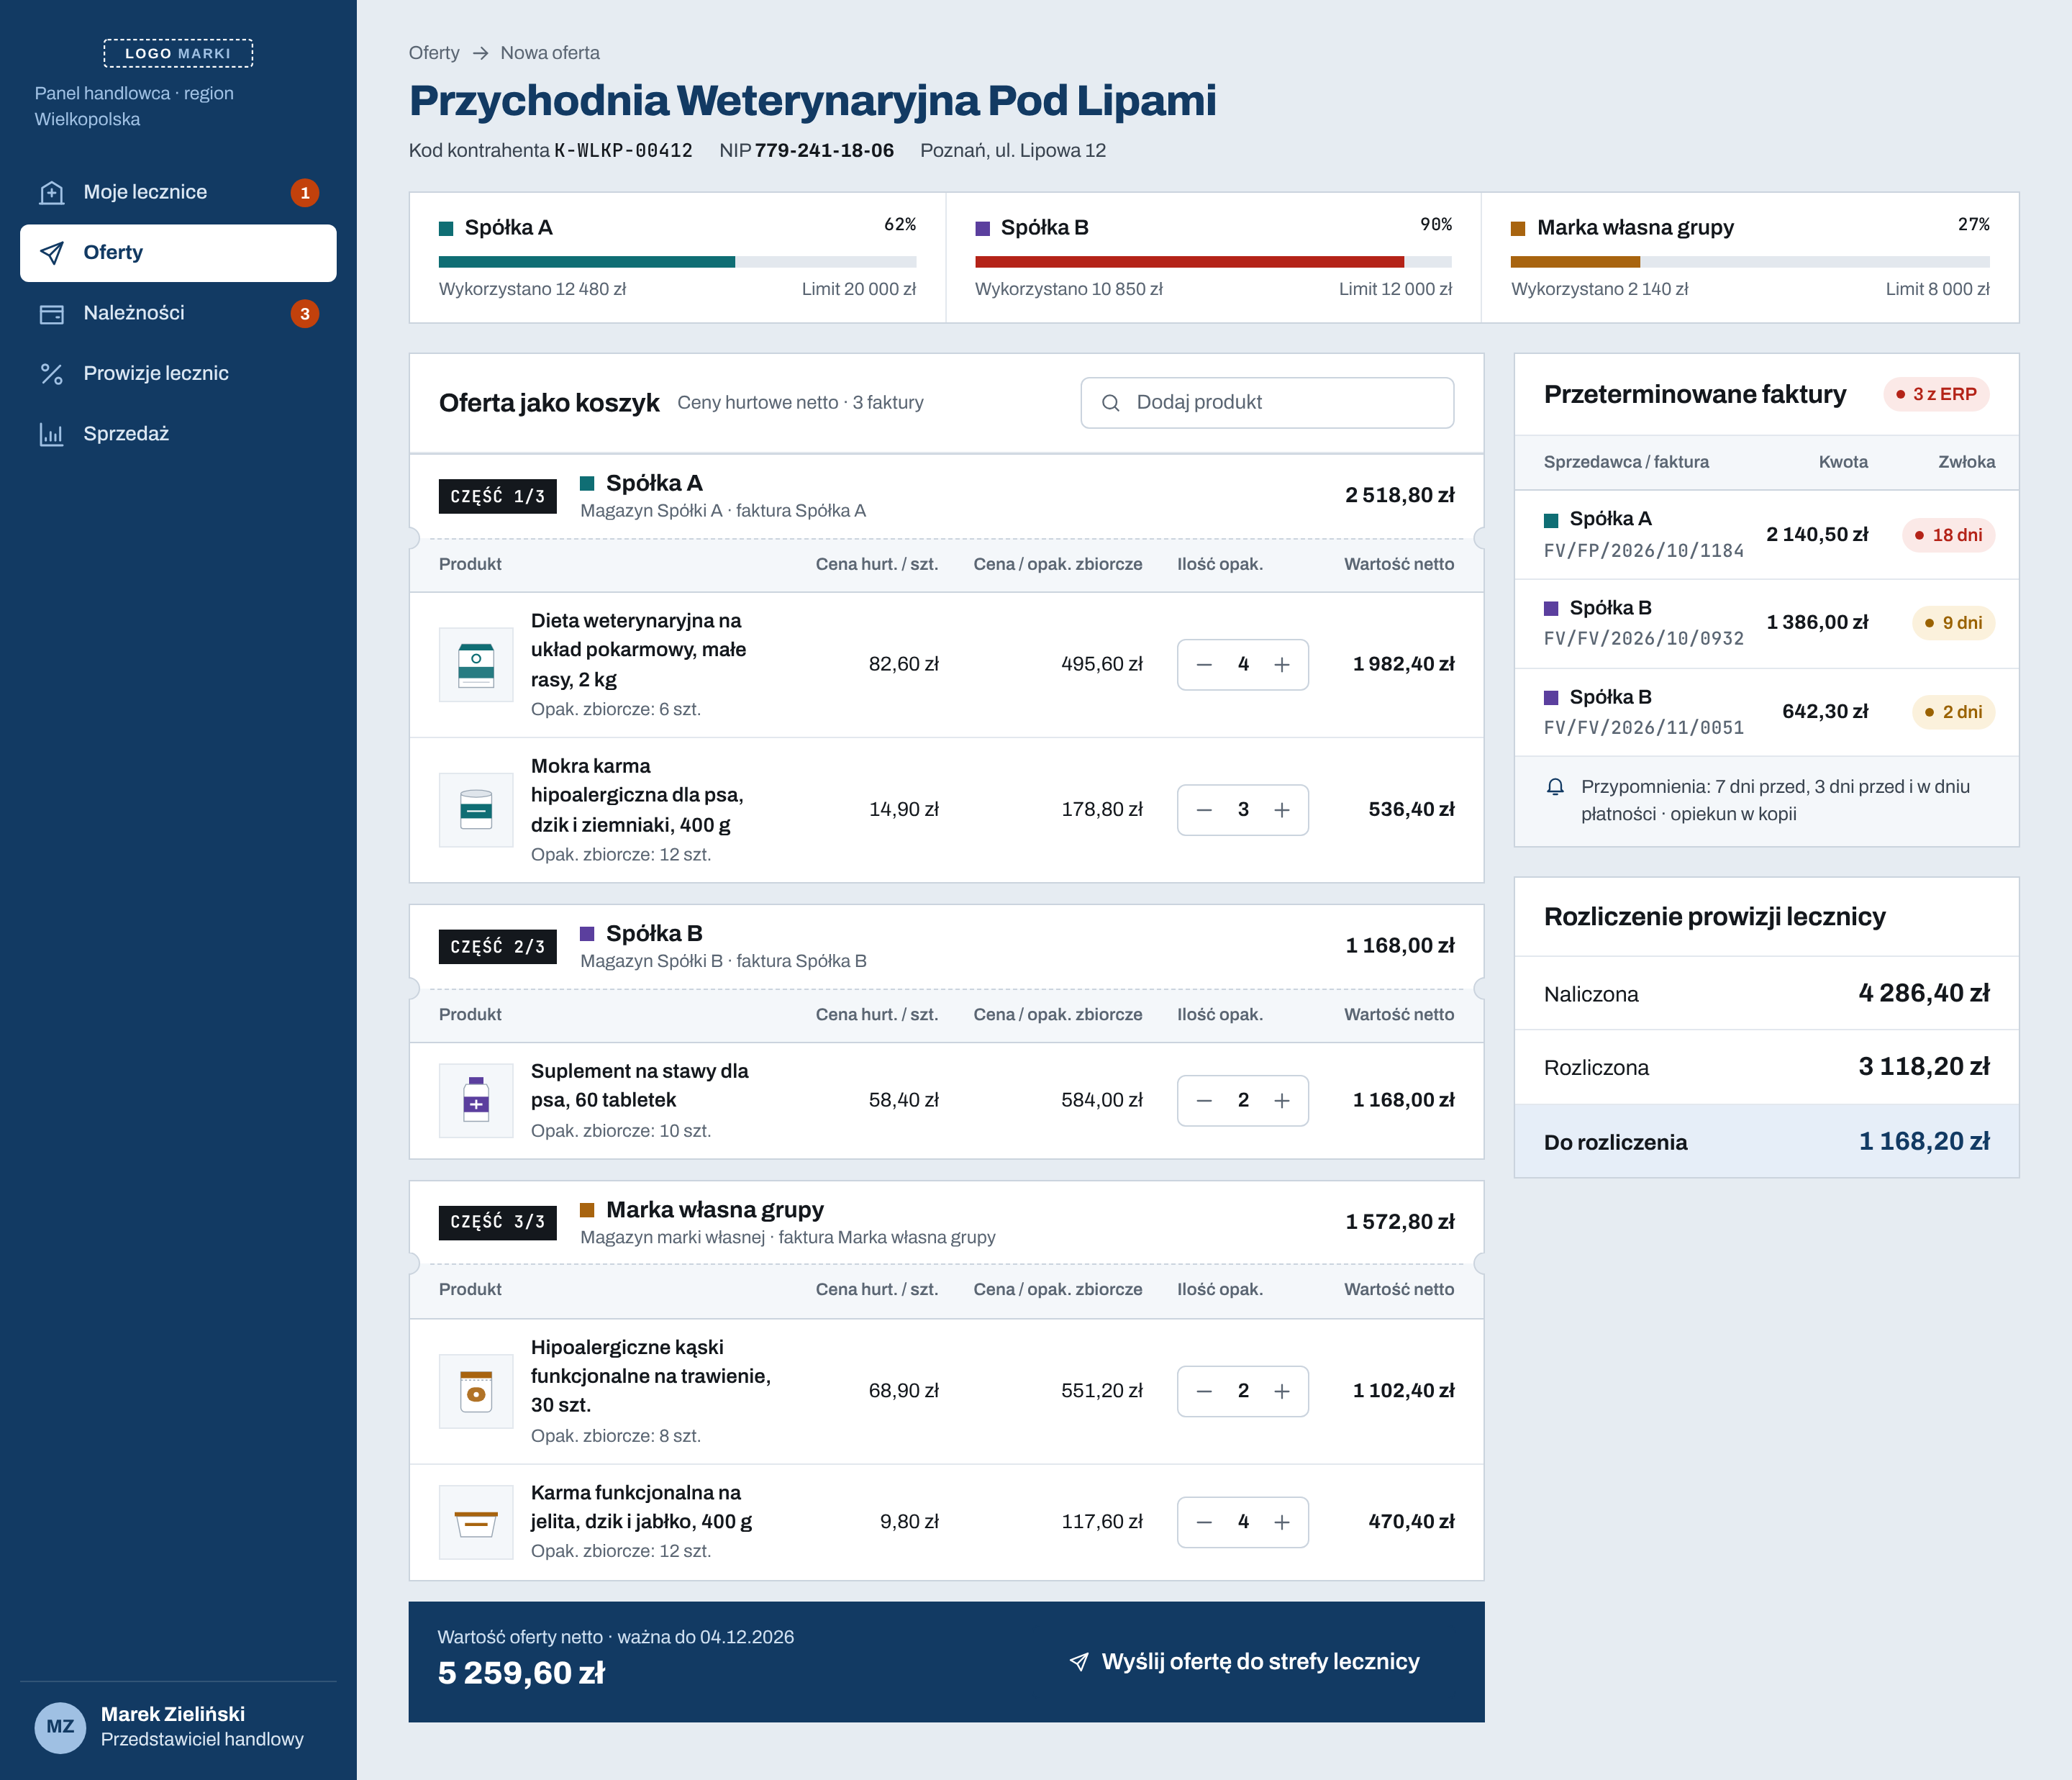 LOGO MARKI
Panel handlowca · region
Wielkopolska
Moje lecznice 1
Oferty
Należności 3
Prowizje lecznic
Sprzedaż
MZ
Marek Zieliński
Przedstawiciel handlowy
Oferty → Nowa oferta
Przychodnia Weterynaryjna Pod Lipami
Kod kontrahenta K-WLKP-00412 NIP 779-241-18-06 Poznań, ul. Lipowa 12
Spółka A 62%
Wykorzystano 12 480 zł Limit 20 000 zł
Spółka B 90%
Wykorzystano 10 850 zł Limit 12 000 zł
Marka własna grupy 27%
Wykorzystano 2 140 zł Limit 8 000 zł
Oferta jako koszyk Ceny hurtowe netto · 3 faktury Dodaj produkt
CZĘŚĆ 1/3 Spółka A 2 518,80 zł
Magazyn Spółki A · faktura Spółka A
Produkt Cena hurt. / szt. Cena / opak. zbiorcze Ilość opak. Wartość netto
Dieta weterynaryjna na
układ pokarmowy, małe
rasy, 2 kg
Opak. zbiorcze: 6 szt.
82,60 zł 495,60 zł − 4 + 1 982,40 zł
Mokra karma
hipoalergiczna dla psa,
dzik i ziemniaki, 400 g
Opak. zbiorcze: 12 szt.
14,90 zł 178,80 zł − 3 + 536,40 zł
CZĘŚĆ 2/3 Spółka B 1 168,00 zł
Magazyn Spółki B · faktura Spółka B
Produkt Cena hurt. / szt. Cena / opak. zbiorcze Ilość opak. Wartość netto
Suplement na stawy dla
psa, 60 tabletek
Opak. zbiorcze: 10 szt.
58,40 zł 584,00 zł − 2 + 1 168,00 zł
CZĘŚĆ 3/3 Marka własna grupy 1 572,80 zł
Magazyn marki własnej · faktura Marka własna grupy
Produkt Cena hurt. / szt. Cena / opak. zbiorcze Ilość opak. Wartość netto
Hipoalergiczne kąski
funkcjonalne na trawienie,
30 szt.
Opak. zbiorcze: 8 szt.
68,90 zł 551,20 zł − 2 + 1 102,40 zł
Karma funkcjonalna na
jelita, dzik i jabłko, 400 g
Opak. zbiorcze: 12 szt.
9,80 zł 117,60 zł − 4 + 470,40 zł
Wartość oferty netto · ważna do 04.12.2026
5 259,60 zł
Wyślij ofertę do strefy lecznicy
Przeterminowane faktury 3 z ERP
Sprzedawca / faktura Kwota Zwłoka
Spółka A
FV/FP/2026/10/1184 2 140,50 zł 18 dni
Spółka B
FV/FV/2026/10/0932 1 386,00 zł 9 dni
Spółka B
FV/FV/2026/11/0051 642,30 zł 2 dni
Przypomnienia: 7 dni przed, 3 dni przed i w dniu
płatności · opiekun w kopii
Rozliczenie prowizji lecznicy
Naliczona 4 286,40 zł
Rozliczona 3 118,20 zł
Do rozliczenia 1 168,20 zł